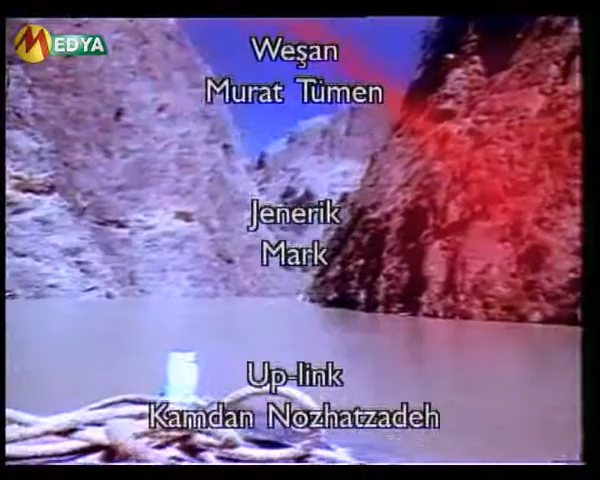 MEDYA
Weşan
Murat Tümen
Jenerik
Mark
Up-link
Kamdan Nozhatzadeh